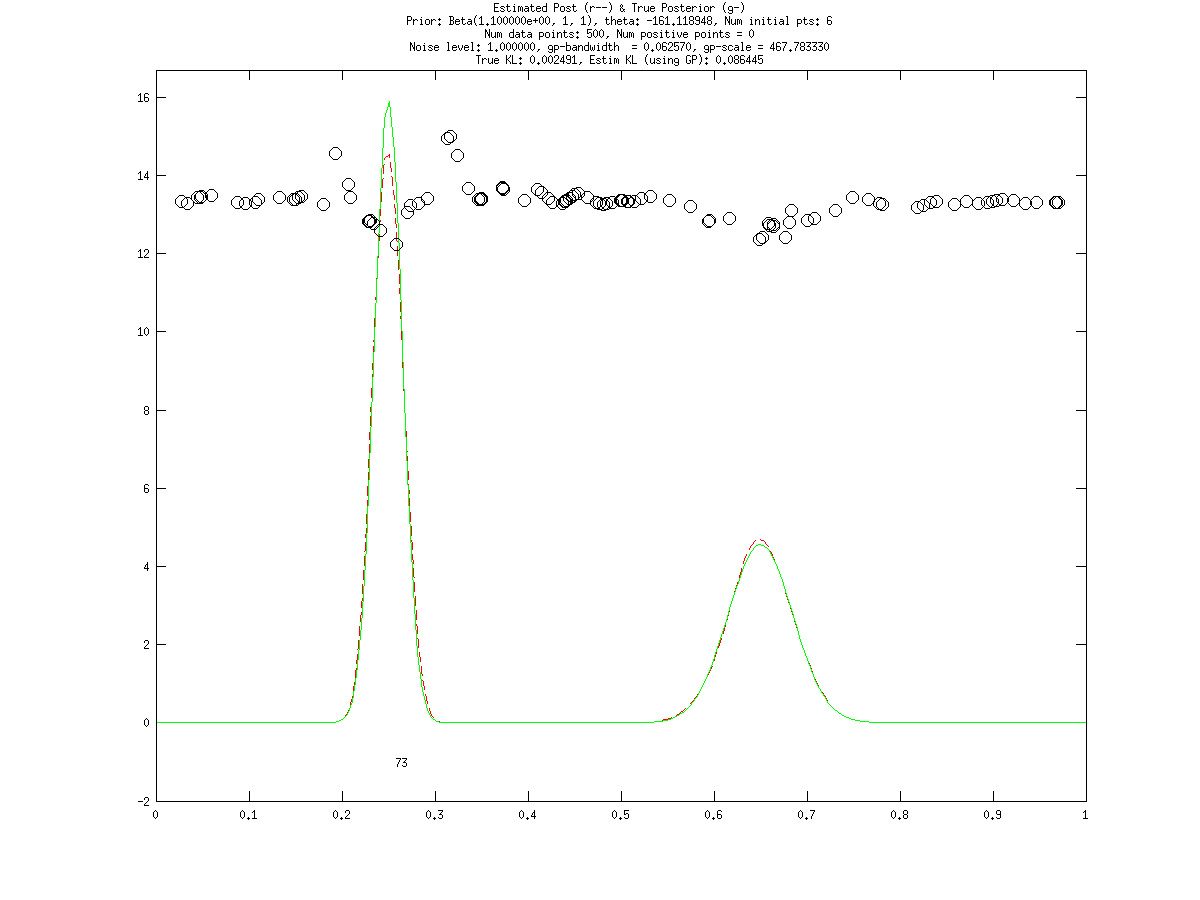 Estimated Post (r--) & True Posterior (g-)
Prior: Beta(1.100000e+00, 1, 1), theta: -161.118948, Num initial pts: 6
Num data points: 500, Num positive points = 0
Noise level: 1.000000, gp-bandwidth  = 0.062570, gp-scale = 467.783330
True KL: 0.002491, Estim KL (using GP): 0.086445
16
14
12
10
8
6
4
2
0
73
-2
0 0.1 0.2 0.3 0.4 0.5 0.6 0.7 0.8 0.9 1